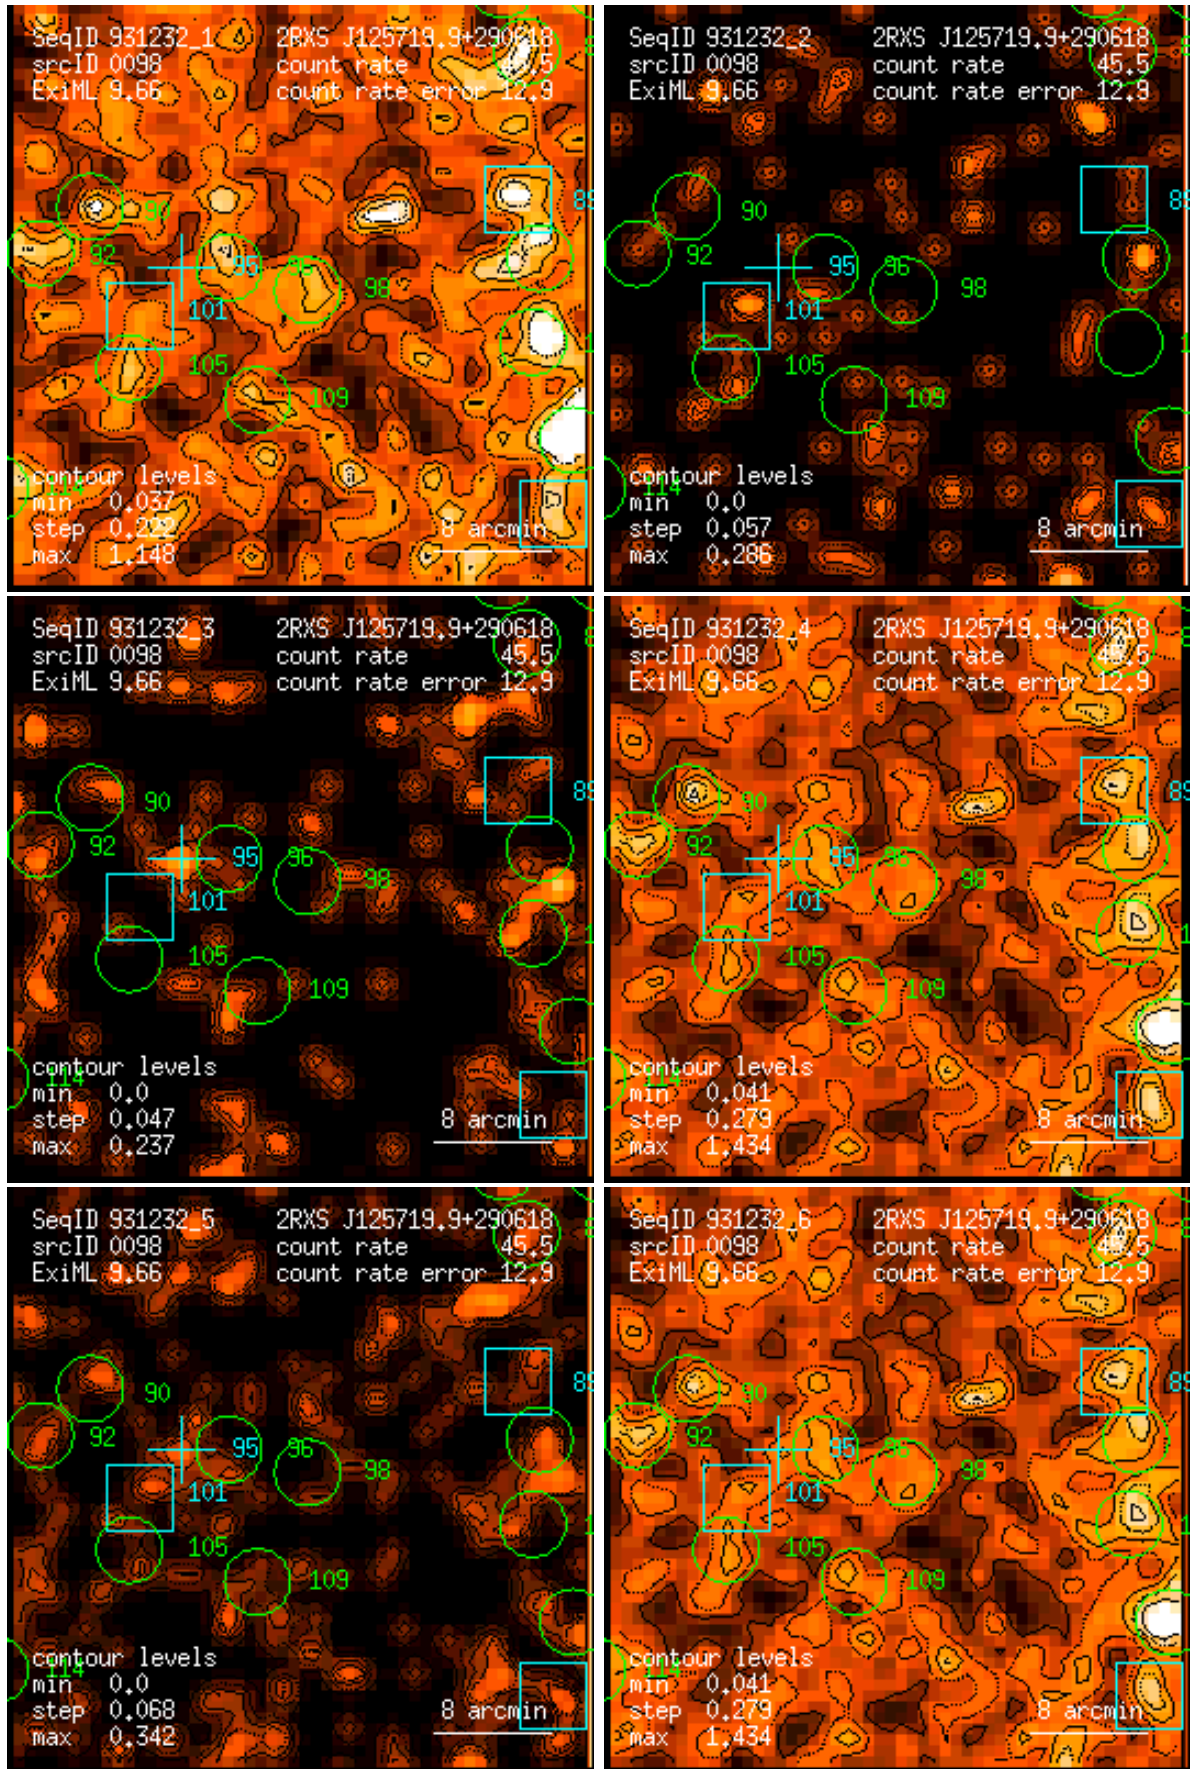 SeqID 931232_1 2RXS J125719.9+290618
srcID 0098 count rate 45.5
ExiML 9.66 count rate error 12.9
90
89
92
95 96 98
101
105
109
contour levels
114
min 0.037
step 0.222 8 arcmin
max 1.148
SeqID 931232_2 2RXS J125719.9+290618
srcID 0098 count rate 45.5
ExiML 9.66 count rate error 12.9
90
89
92
95 96 98
101
105
109
contour levels
114
min 0.0
step 0.057 8 arcmin
max 0.286
SeqID 931232_3 2RXS J125719.9+290618
srcID 0098 count rate 45.5
ExiML 9.66 count rate error 12.9
90
89
92
95 96 98
101
105
109
contour levels
114
min 0.0
step 0.047 8 arcmin
max 0.237
SeqID 931232_4 2RXS J125719.9+290618
srcID 0098 count rate 45.5
ExiML 9.66 count rate error 12.9
90
89
92
95 96 98
101
105
109
contour levels
114
min 0.041
step 0.279 8 arcmin
max 1.434
SeqID 931232_5 2RXS J125719.9+290618
srcID 0098 count rate 45.5
ExiML 9.66 count rate error 12.9
90
89
92
95 96 98
101
105
109
contour levels
114
min 0.0
step 0.068 8 arcmin
max 0.342
SeqID 931232_6 2RXS J125719.9+290618
srcID 0098 count rate 45.5
ExiML 9.66 count rate error 12.9
90
89
92
95 96 98
101
105
109
contour levels
114
min 0.041
step 0.279 8 arcmin
max 1.434